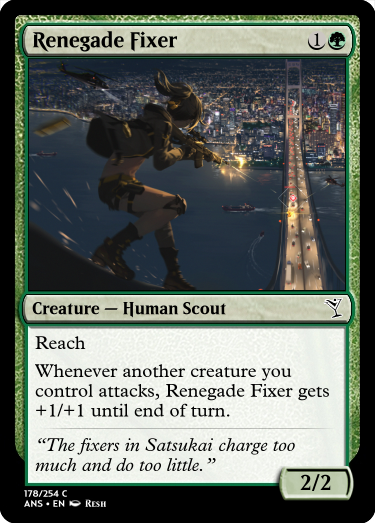 Renegade Fixer 1
Creature — Human Scout
Reach
Whenever another creature you
control attacks, Renegade Fixer gets
+1/+1 until end of turn.
“The fixers in Satsukai charge too
much and do too little.”
2/2
178/254 C
ANS • EN Resh